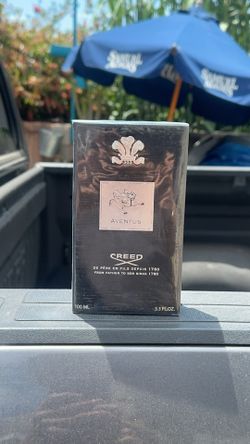 AVENTUS
CREED
DE PÈRE EN FILS DEPUIS 1760
FROM FATHER TO SON SINCE 1760
100 ML
3.3 FL.OZ.